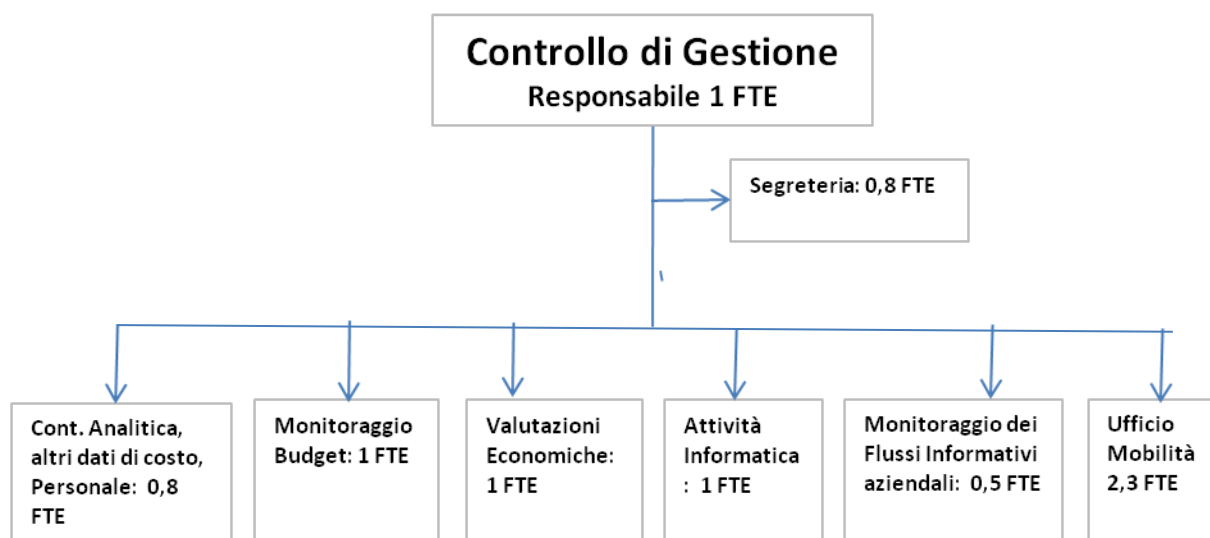 Controllo di Gestione
Responsabile 1 FTE
Segreteria: 0,8 FTE
Cont. Analitica,
altri dati di costo,
Personale: 0,8
FTE
Monitoraggio
Budget: 1 FTE
Valutazioni
Economiche:
1 FTE
Attività
Informatica
: 1 FTE
Monitoraggio dei
Flussi Informativi
aziendali: 0,5 FTE
Ufficio
Mobilità
2,3 FTE